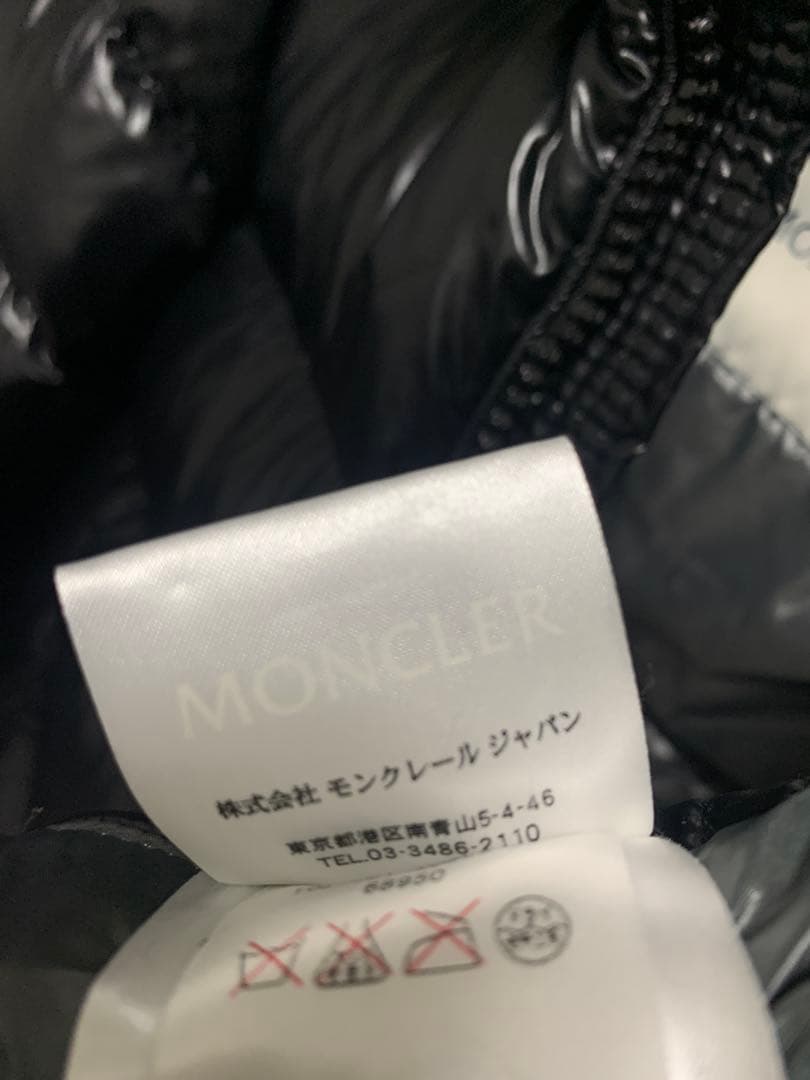 MONCLER
株式会社 モンクレール ジャパン
東京都港区南青山5-4-46
TEL.03-3486-2110
68950